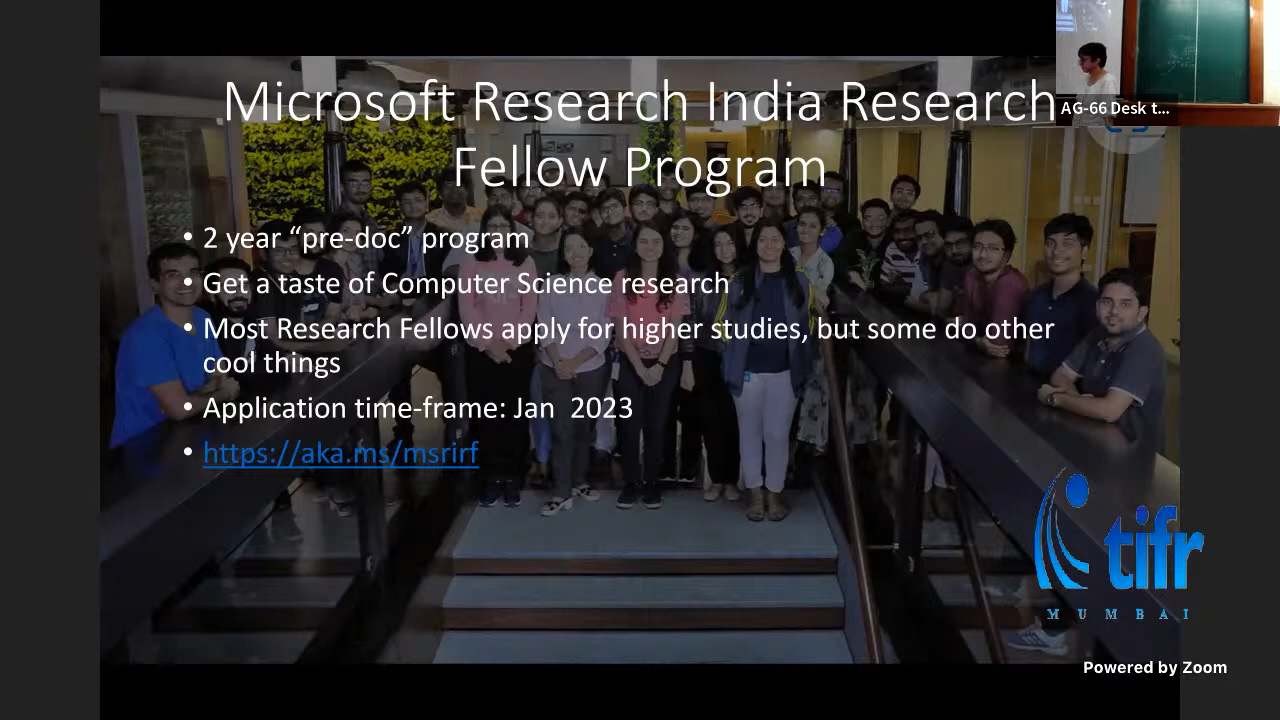 Microsoft Research India Research
Fellow Program
• 2 year “pre-doc” program
• Get a taste of Computer Science research
• Most Research Fellows apply for higher studies, but some do other
cool things
• Application time-frame: Jan 2023
• https://aka.ms/msrirf
AG-66 Desk t...
tifr
MUMBAI
Powered by Zoom